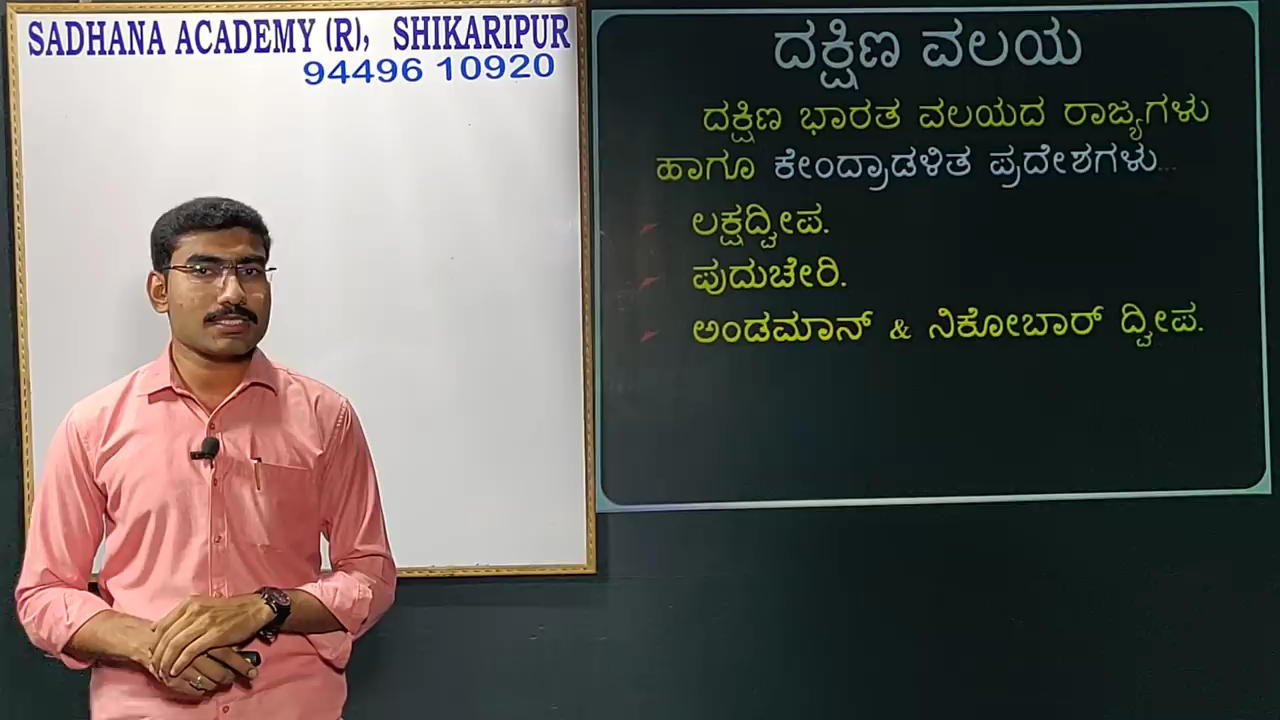 SADHANA ACADEMY (R), SHIKARIPUR
94496 10920
ದಕ್ಷಿಣ ವಲಯ
ದಕ್ಷಿಣ ಭಾರತ ವಲಯದ ರಾಜ್ಯಗಳು
ಹಾಗೂ ಕೇಂದ್ರಾಡಳಿತ ಪ್ರದೇಶಗಳು...
ಲಕ್ಷದ್ವೀಪ.
ಪುದುಚೇರಿ.
ಅಂಡಮಾನ್ & ನಿಕೋಬಾರ್ ದ್ವೀಪ.